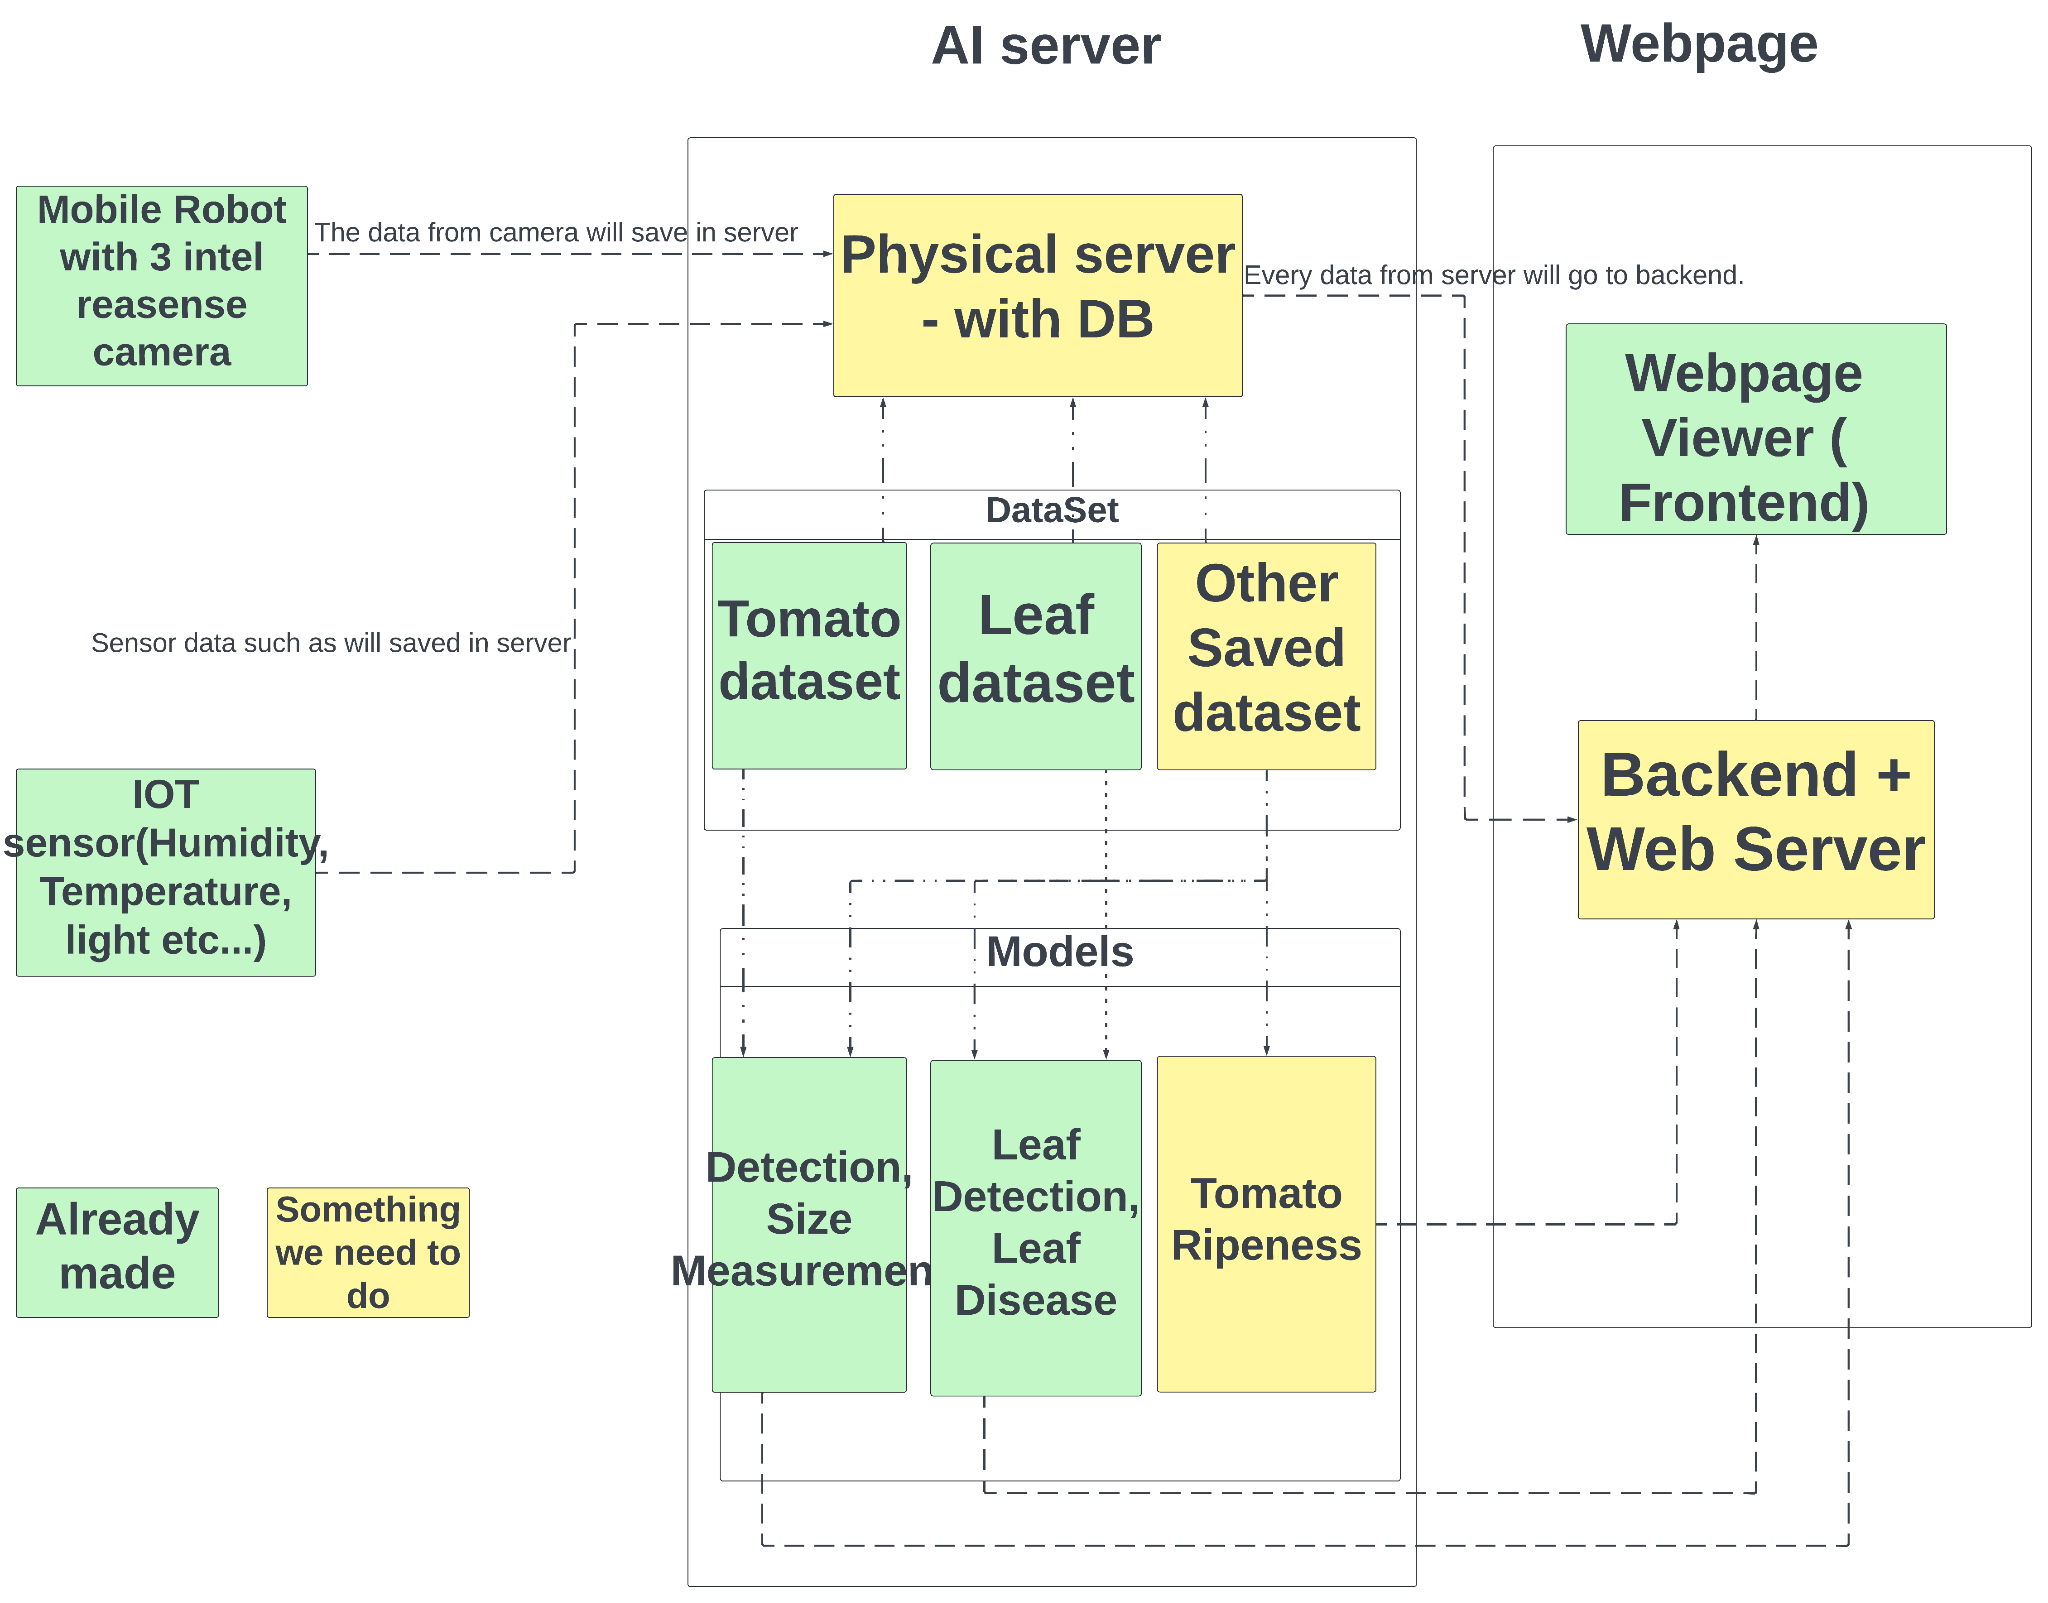 AI server
Webpage
Mobile Robot
with 3 intel
reasense
camera
The data from camera will save in server
Physical server
- with DB
Every data from server will go to backend.
Webpage
Viewer (
Frontend)
DataSet
Tomato
dataset
Leaf
dataset
Other
Saved
dataset
Sensor data such as will saved in server
IOT
sensor(Humidity,
Temperature,
light etc...)
Backend +
Web Server
Models
Detection,
Size
Measuremen
Leaf
Detection,
Leaf
Disease
Tomato
Ripeness
Already
made
Something
we need to
do